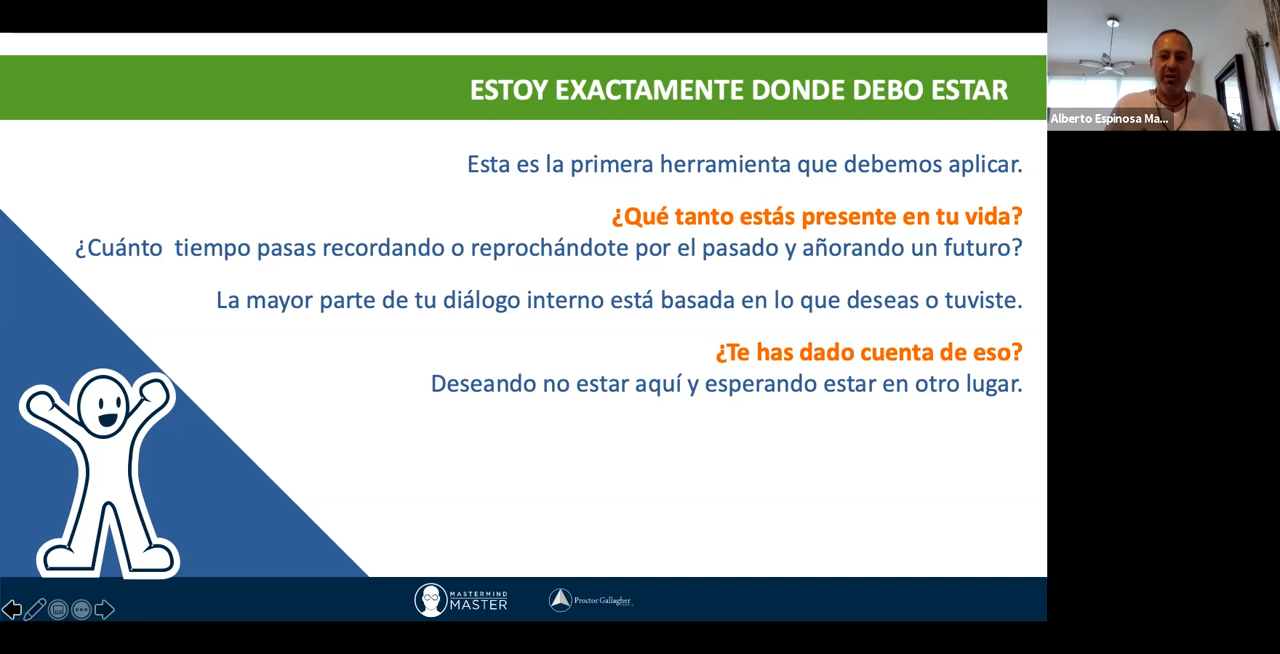 ESTOY EXACTAMENTE DONDE DEBO ESTAR
Alberto Espinosa Ma...
Esta es la primera herramienta que debemos aplicar.
¿Qué tanto estás presente en tu vida?
¿Cuánto  tiempo pasas recordando o reprochándote por el pasado y añorando un futuro?
La mayor parte de tu diálogo interno está basada en lo que deseas o tuviste.
¿Te has dado cuenta de eso?
Deseando no estar aquí y esperando estar en otro lugar.
MASTERMIND
MASTER
Proctor Gallagher